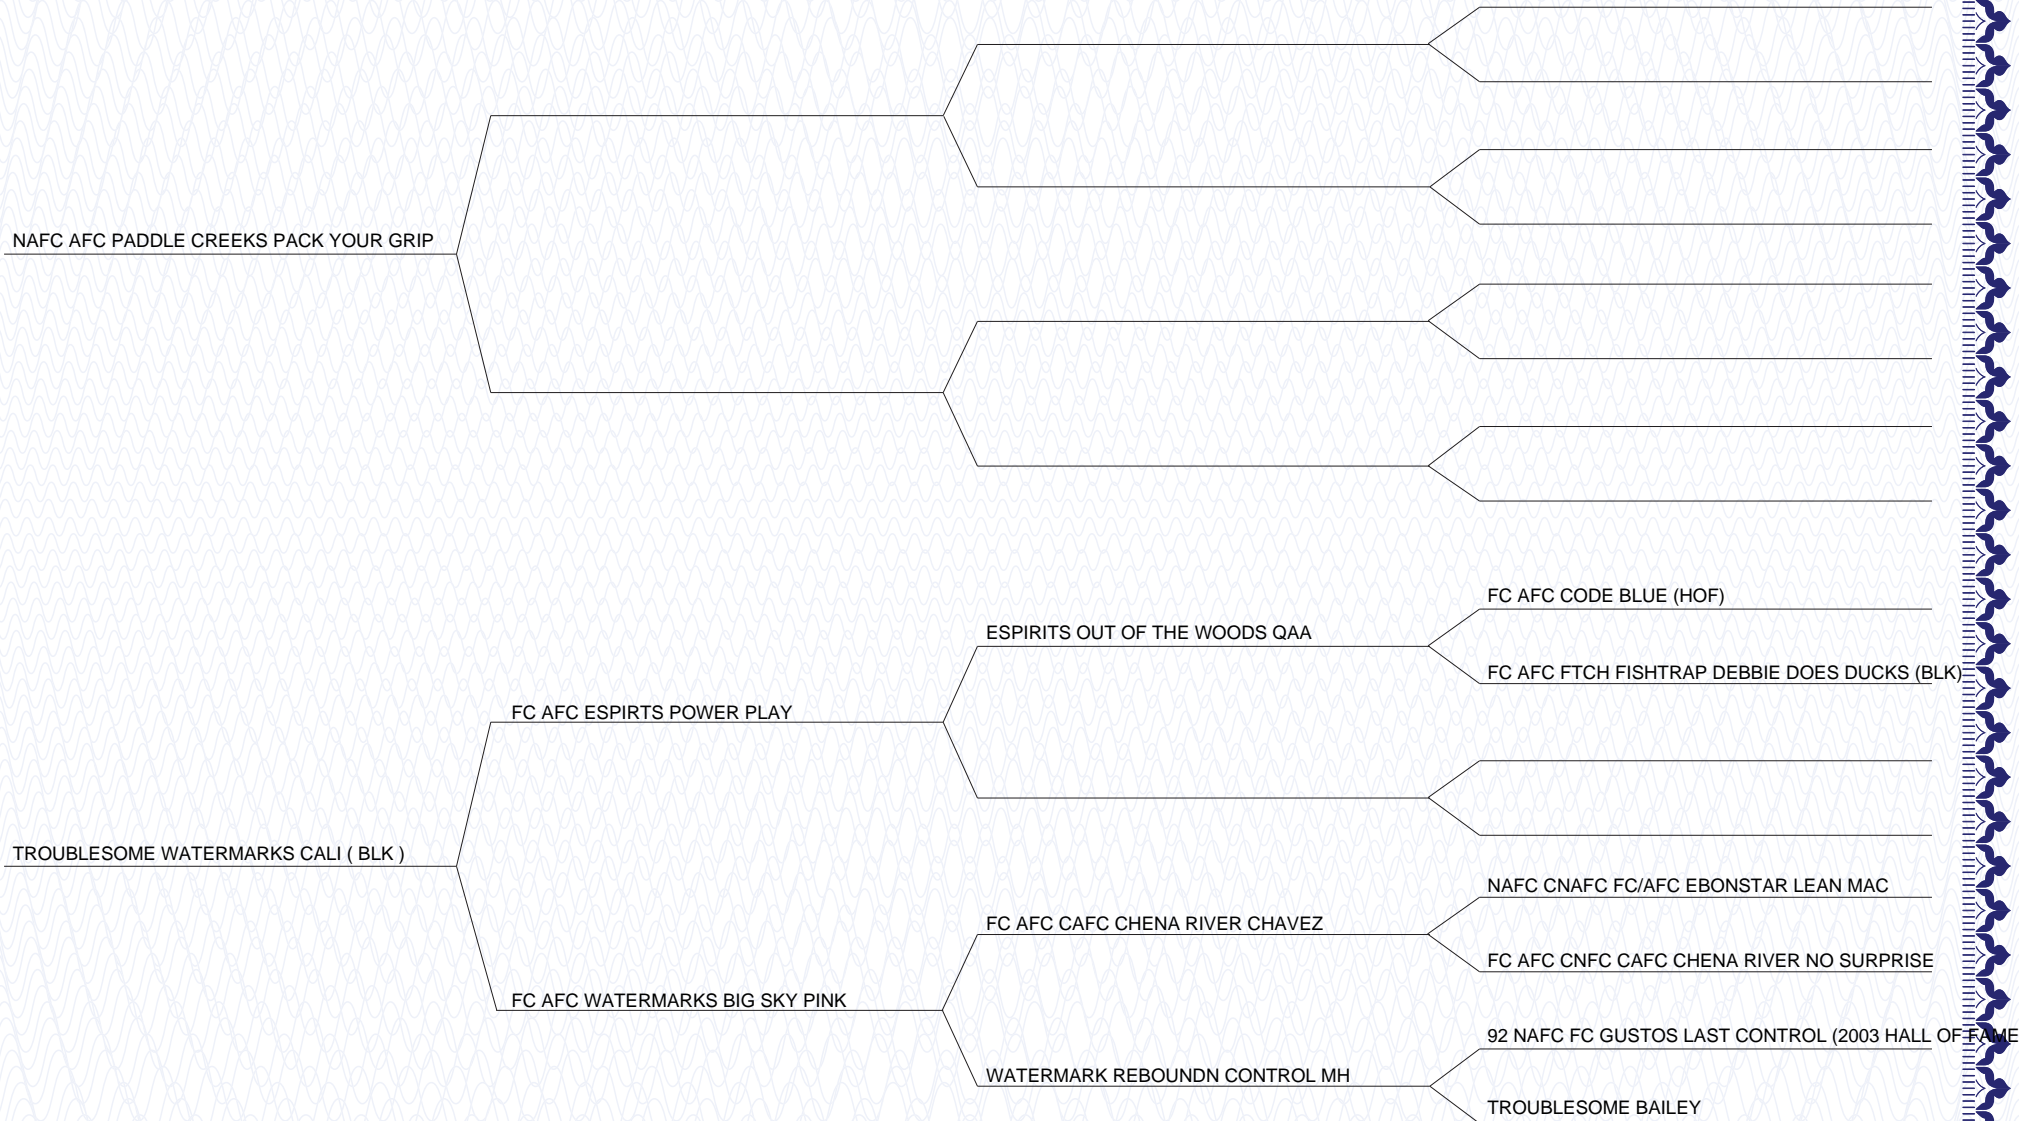 NAFC AFC PADDLE CREEKS PACK YOUR GRIP
FC AFC CODE BLUE (HOF)
ESPIRITS OUT OF THE WOODS QAA
FC AFC FTCH FISHTRAP DEBBIE DOES DUCKS (BLK)
FC AFC ESPIRTS POWER PLAY
TROUBLESOME WATERMARKS CALI ( BLK )
NAFC CNAFC FC/AFC EBONSTAR LEAN MAC
FC AFC CAFC CHENA RIVER CHAVEZ
FC AFC CNFC CAFC CHENA RIVER NO SURPRISE
FC AFC WATERMARKS BIG SKY PINK
92 NAFC FC GUSTOS LAST CONTROL (2003 HALL OF FAME
WATERMARK REBOUNDN CONTROL MH
TROUBLESOME BAILEY